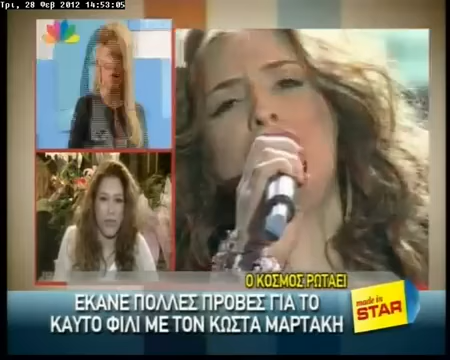 Τρι, 28 Φεβ 2012 14:53:05
Ο ΚΟΣΜΟΣ ΡΩΤΑΕΙ
ΕΚΑΝΕ ΠΟΛΛΕΣ ΠΡΟΒΕΣ ΓΙΑ ΤΟ
ΚΑΥΤΟ ΦΙΛΙ ΜΕ ΤΟΝ ΚΩΣΤΑ ΜΑΡΤΑΚΗ
made in
STAR